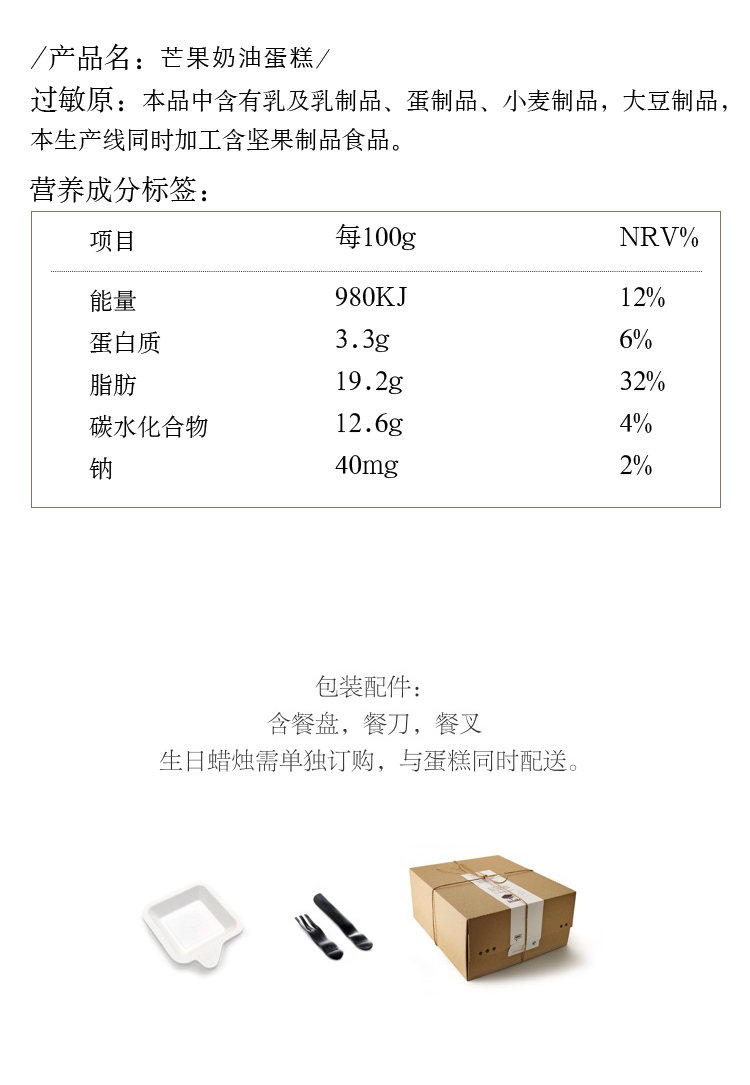 /产品名：芒果奶油蛋糕/
过敏原：本品中含有乳及乳制品、蛋制品、小麦制品，大豆制品，
本生产线同时加工含坚果制品食品。
营养成分标签：
项目 每100g NRV%
能量 980KJ 12%
蛋白质 3.3g 6%
脂肪 19.2g 32%
碳水化合物 12.6g 4%
钠 40mg 2%
包装配件：
含餐盘，餐刀，餐叉
生日蜡烛需单独订购，与蛋糕同时配送。